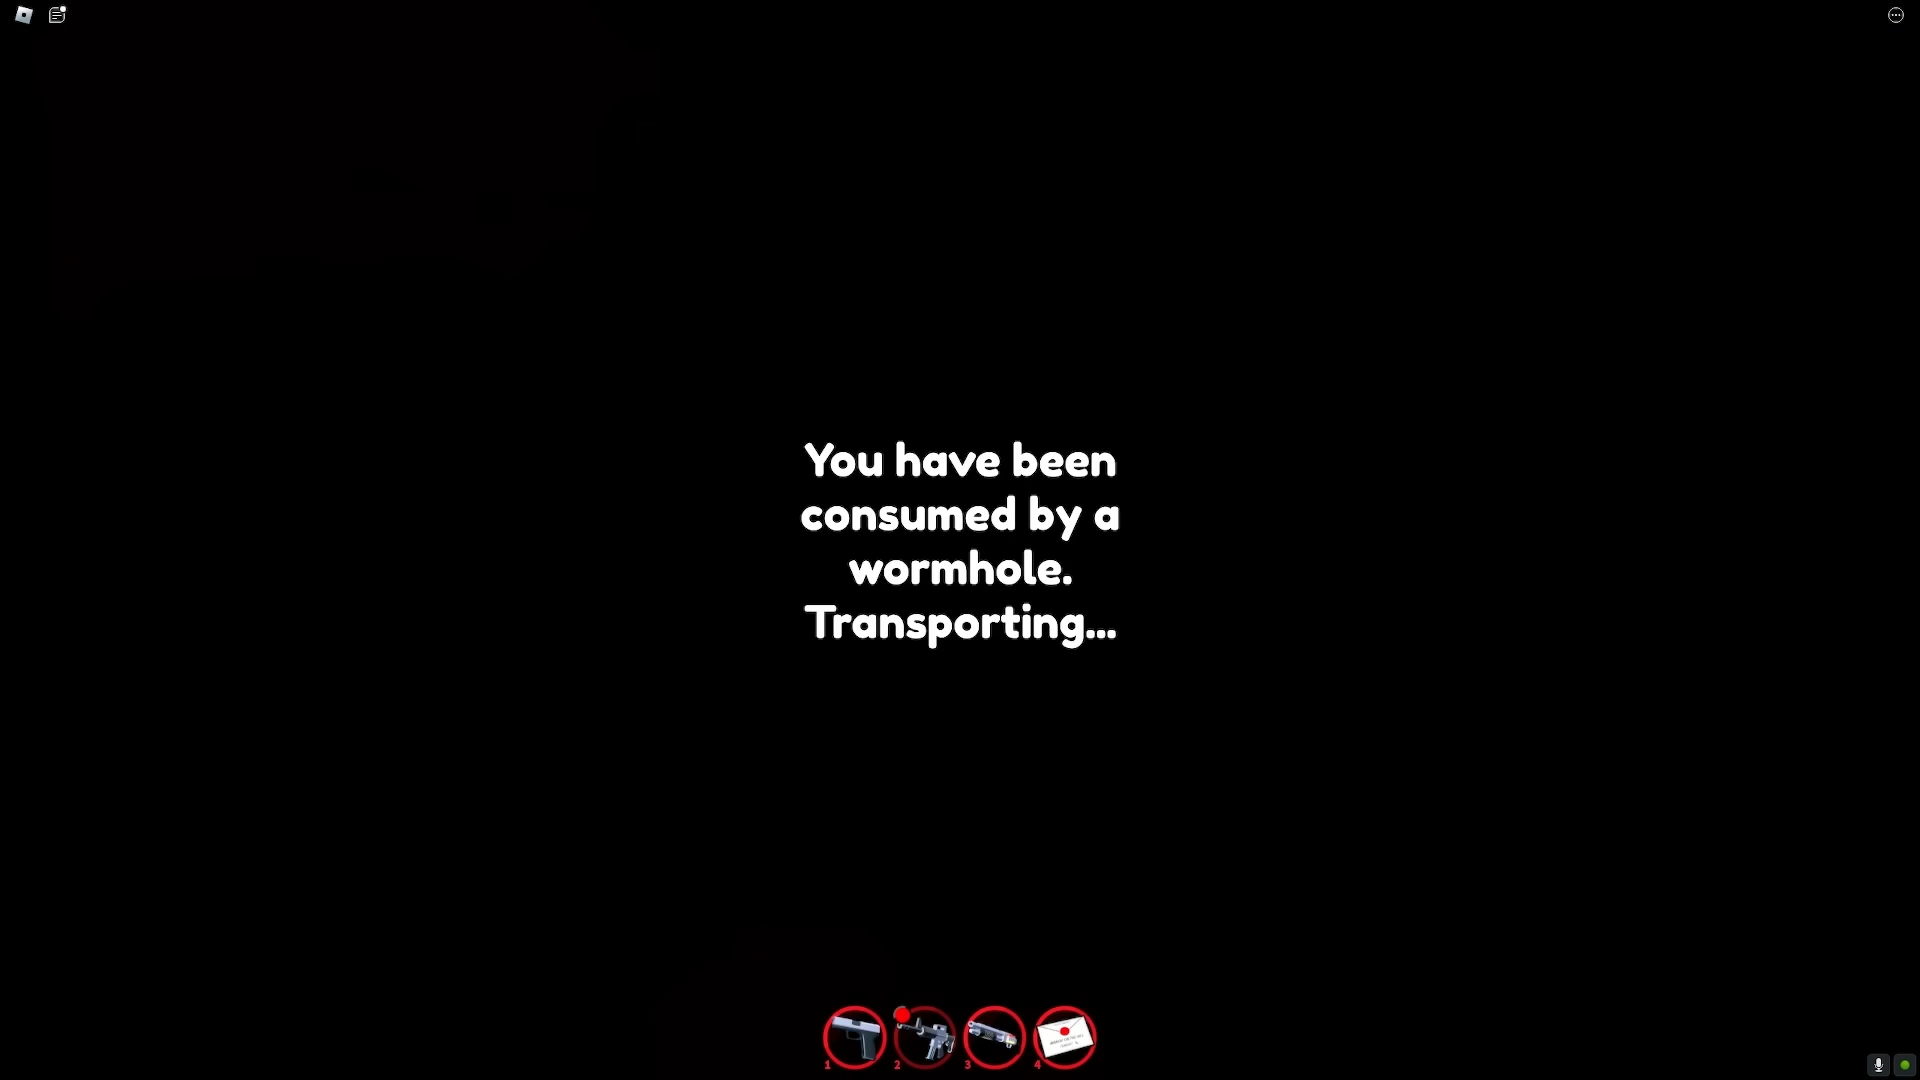 You have been
consumed by a
wormhole.
Transporting...
1
2
3
4